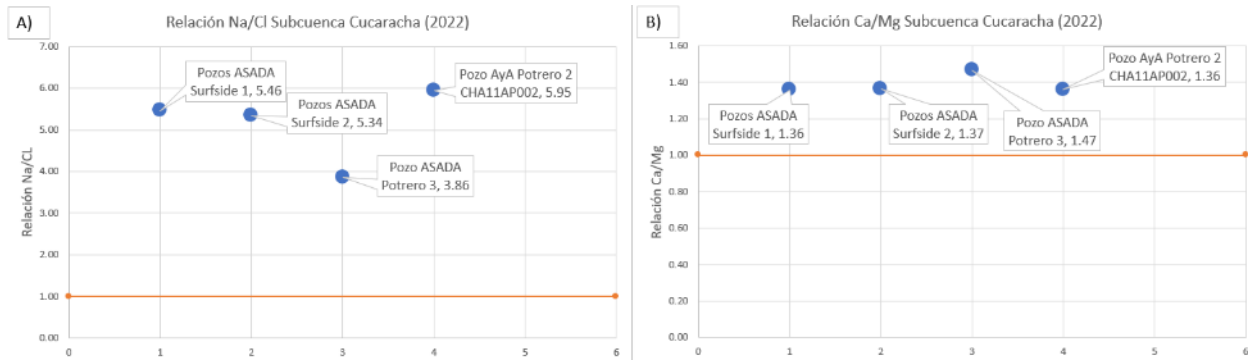 A)
Relación Na/Cl Subcuenca Cucaracha (2022)
Relación Na/CL
7.00
6.00
5.00
4.00
3.00
2.00
1.00
0.00
Pozos ASADA
Surfside 1, 5.46
Pozos ASADA
Surfside 2, 5.34
Pozo ASADA
Potrero 3, 3.86
Pozo AyA Potrero 2
CHA11AP002, 5.95
0 1 2 3 4 5 6
B)
Relación Ca/Mg Subcuenca Cucaracha (2022)
Relación Ca/Mg
1.60
1.40
1.20
1.00
0.80
0.60
0.40
0.20
0.00
Pozos ASADA
Surfside 1, 1.36
Pozos ASADA
Surfside 2, 1.37
Pozo ASADA
Potrero 3, 1.47
Pozo AyA Potrero 2
CHA11AP002, 1.36
0 1 2 3 4 5 6